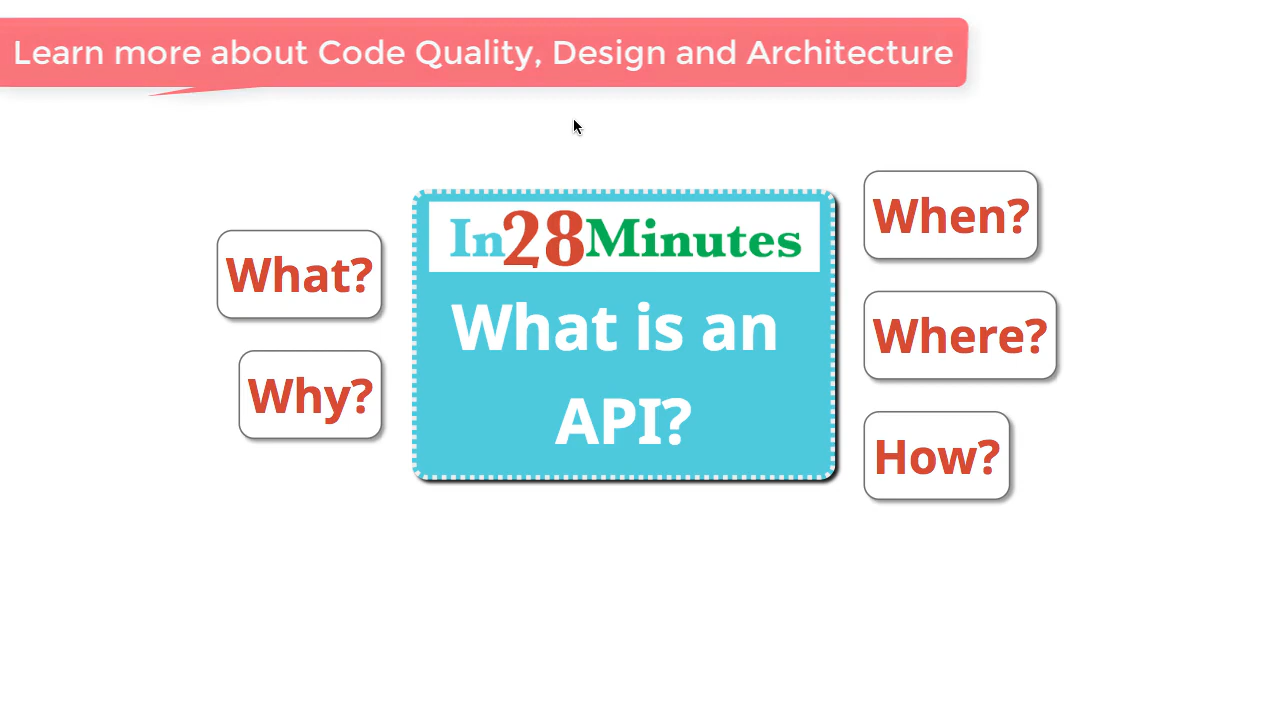 Learn more about Code Quality, Design and Architecture
What?
Why?
In28Minutes
What is an
API?
When?
Where?
How?